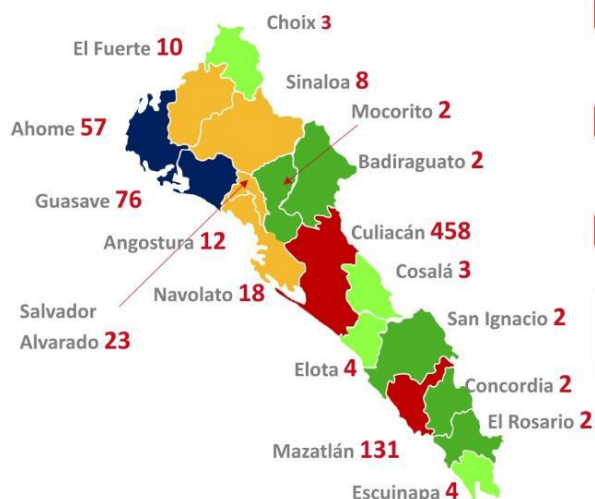 Choix 3
El Fuerte 10
Sinaloa 8
Mocorito 2
Ahome 57
Badiraguato 2
Guasave 76
Culiacán 458
Angostura 12
Cosalá 3
Navolato 18
Salvador
Alvarado 23
San Ignacio 2
Elota 4
Concordia 2
El Rosario 2
Mazatlán 131
Escuinapa 4